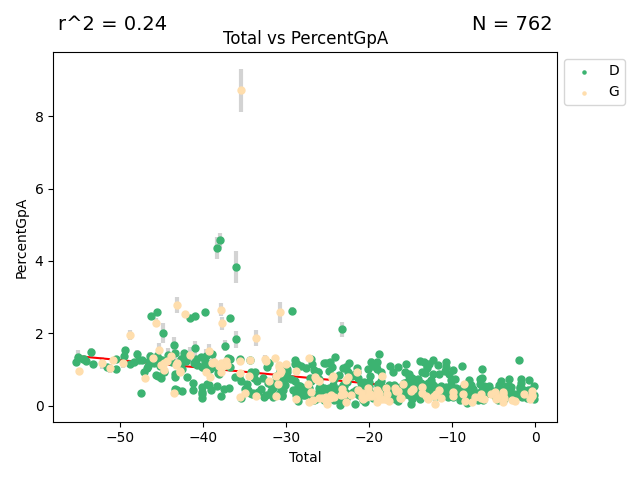 r^2 = 0.24
N = 762
Total vs PercentGpA
D
G
PercentGpA
8
6
4
2
0
−50
−40
−30
−20
−10
0
Total